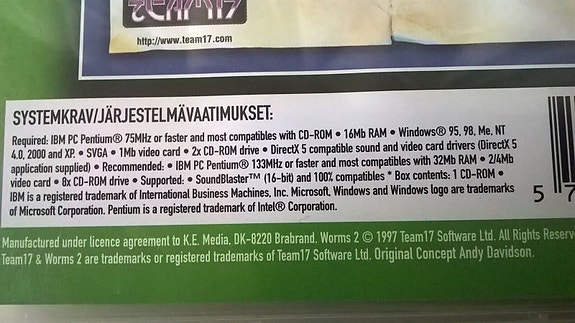 TEAM17
http://www.team17.com
SYSTEMKRAV/JÄRJESTELMÄVAATIMUKSET:
Required: IBM PC Pentium® 75MHz or faster and most compatibles with CD-ROM • 16Mb RAM • Windows® 95, 98, Me, NT
4.0, 2000 and XP. • SVGA • 1Mb video card • 2x CD-ROM drive • DirectX 5 compatible sound and video card drivers (DirectX 5
application supplied) • Recommended: • IBM PC Pentium® 133MHz or faster and most compatibles with 32Mb RAM • 2/4Mb
video card • 8x CD-ROM drive • Supported: • SoundBlaster™ (16-bit) and 100% compatibles * Box contents: 1 CD-ROM •
IBM is a registered trademark of International Business Machines, Inc. Microsoft, Windows and Windows logo are trademarks
of Microsoft Corporation. Pentium is a registered trademark of Intel® Corporation.
5 7
Manufactured under licence agreement to K.E. Media. DK-8220 Brabrand. Worms 2 © 1997 Team17 Software Ltd. All Rights Reserve
Team17 & Worms 2 are trademarks or registered trademarks of Team17 Software Ltd. Original Concept Andy Davidson.